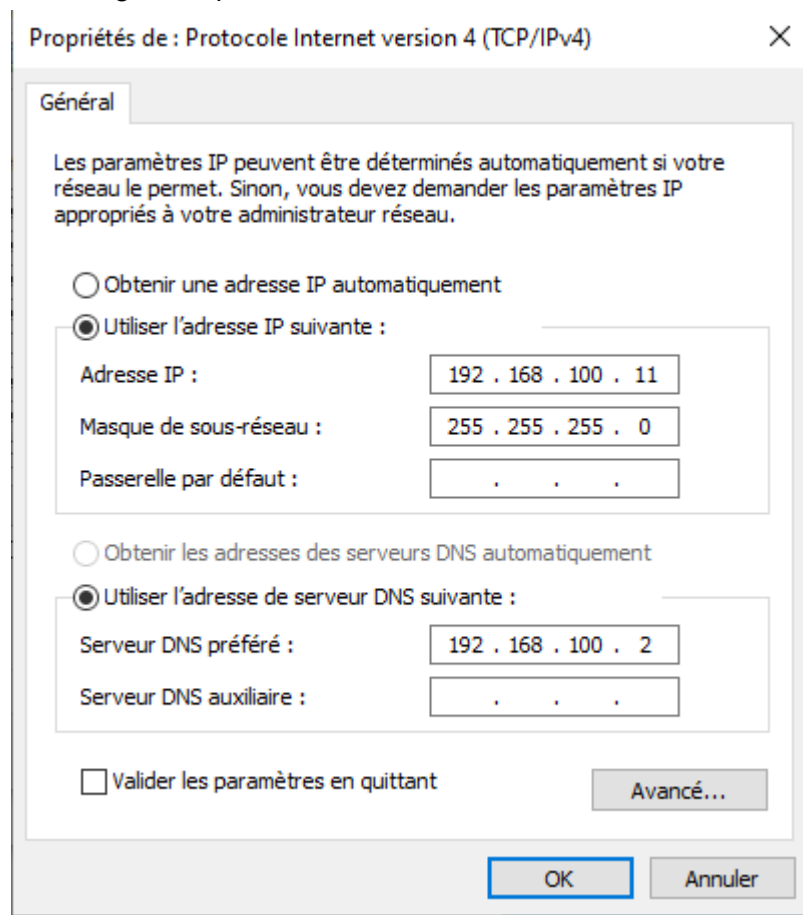 Propriétés de : Protocole Internet version 4 (TCP/IPv4)
Général
Les paramètres IP peuvent être déterminés automatiquement si votre
réseau le permet. Sinon, vous devez demander les paramètres IP
appropriés à votre administrateur réseau.
Obtenir une adresse IP automatiquement
Utiliser l’adresse IP suivante :
Adresse IP : 192 . 168 . 100 . 11
Masque de sous-réseau : 255 . 255 . 255 . 0
Passerelle par défaut : . . .
Obtenir les adresses des serveurs DNS automatiquement
Utiliser l’adresse de serveur DNS suivante :
Serveur DNS préféré : 192 . 168 . 100 . 2
Serveur DNS auxiliaire : . . .
Valider les paramètres en quittant
Avancé...
OK Annuler